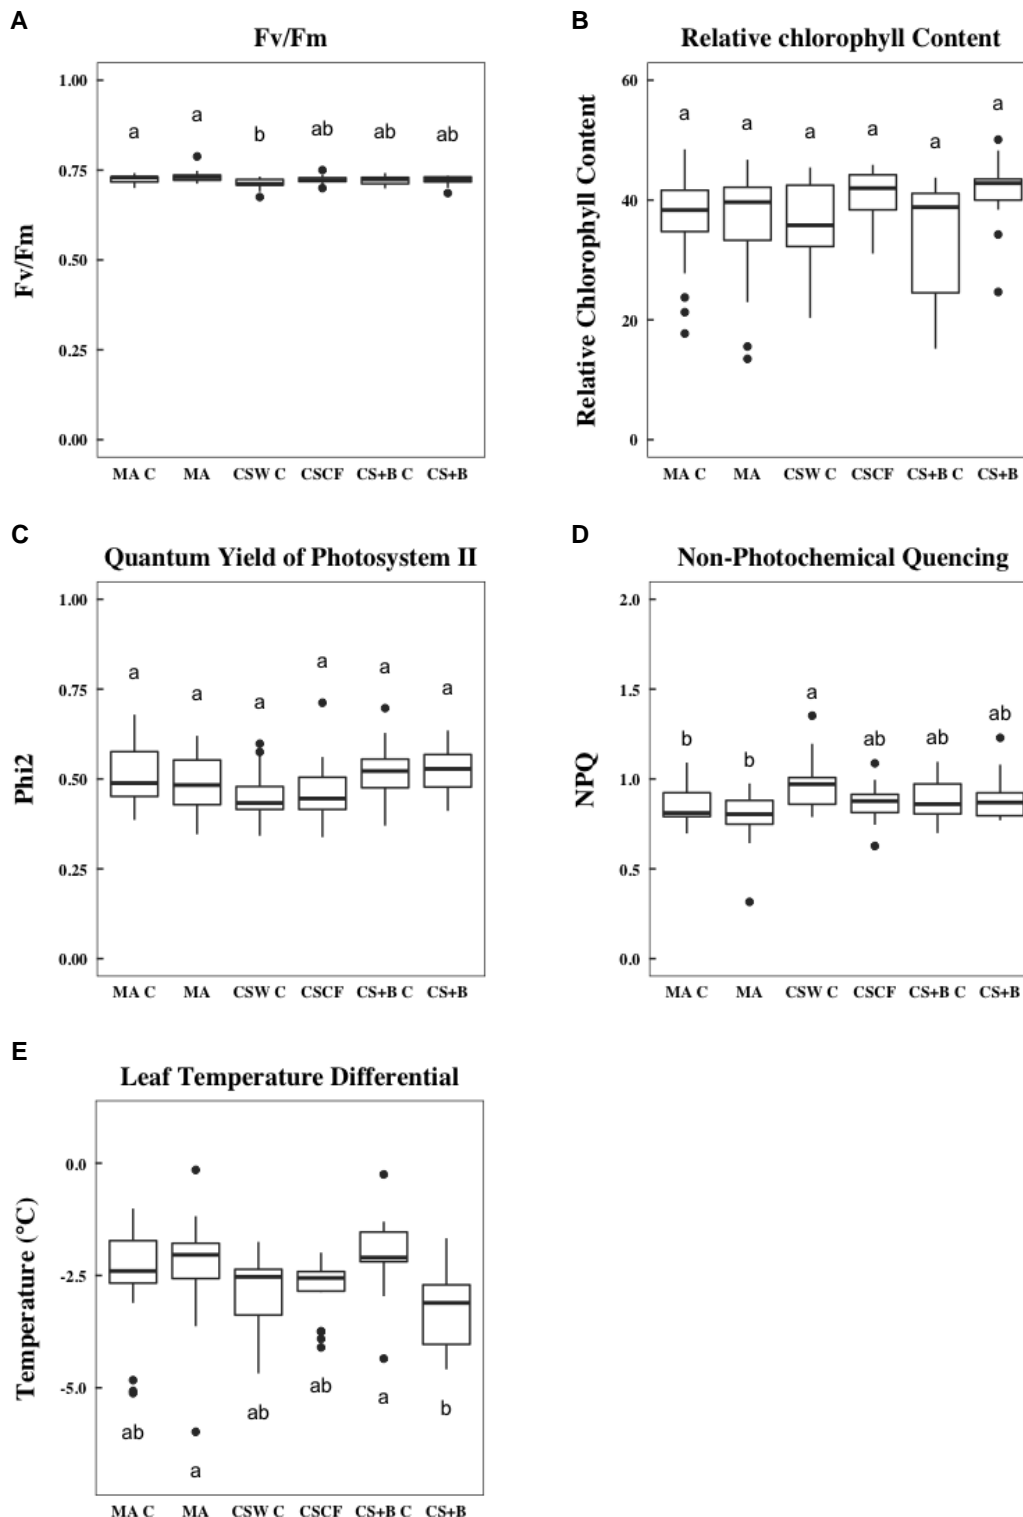 A
Fv/Fm
Fv/Fm
1.00
0.75
0.50
0.25
0.00
a a b ab ab ab
MA C MA CSW C CSCF CS+B C CS+B
B
Relative chlorophyll Content
Relative Chlorophyll Content
60
40
20
0
a a a a a a
MA C MA CSW C CSCF CS+B C CS+B
C
Quantum Yield of Photosystem II
Phi2
1.00
0.75
0.50
0.25
0.00
a a a a a a
MA C MA CSW C CSCF CS+B C CS+B
D
Non-Photochemical Quencing
NPQ
2.0
1.5
1.0
0.5
0.0
b b a ab ab ab
MA C MA CSW C CSCF CS+B C CS+B
E
Leaf Temperature Differential
Temperature (°C)
0.0
-2.5
-5.0
ab a ab ab a b
MA C MA CSW C CSCF CS+B C CS+B